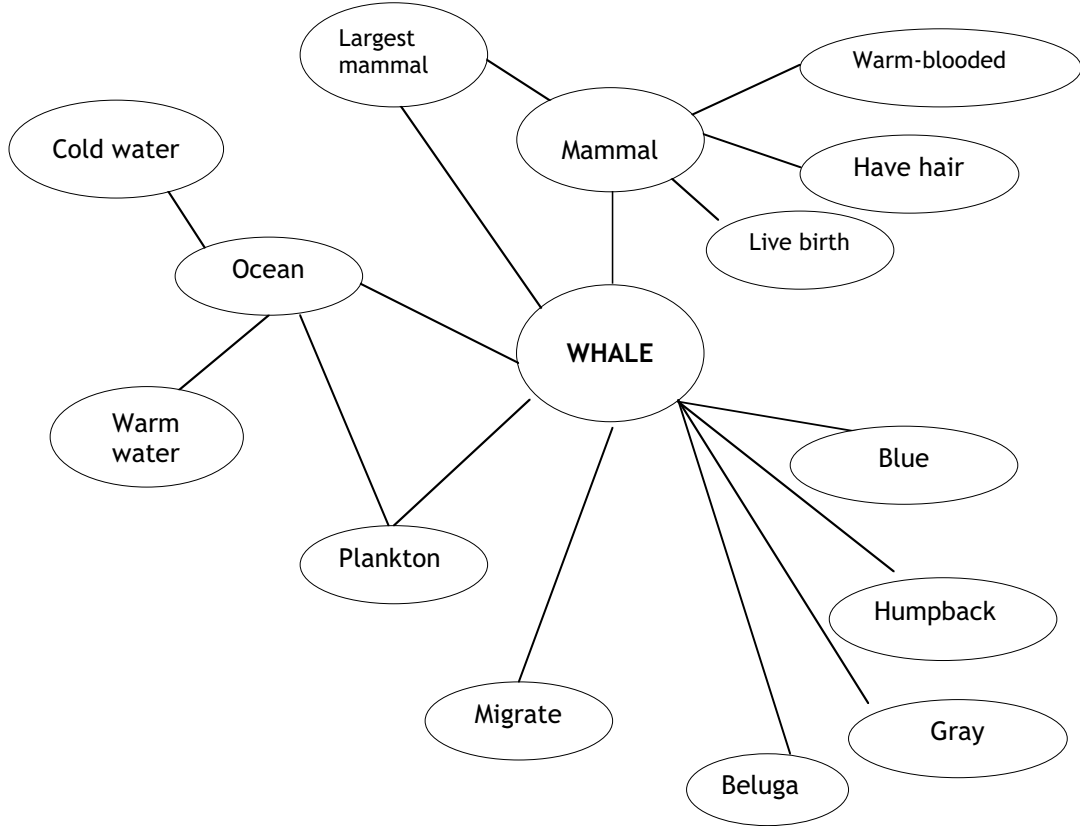 Largest
mammal
Warm-blooded
Cold water
Mammal
Have hair
Live birth
Ocean
WHALE
Warm
water
Blue
Plankton
Humpback
Migrate
Gray
Beluga